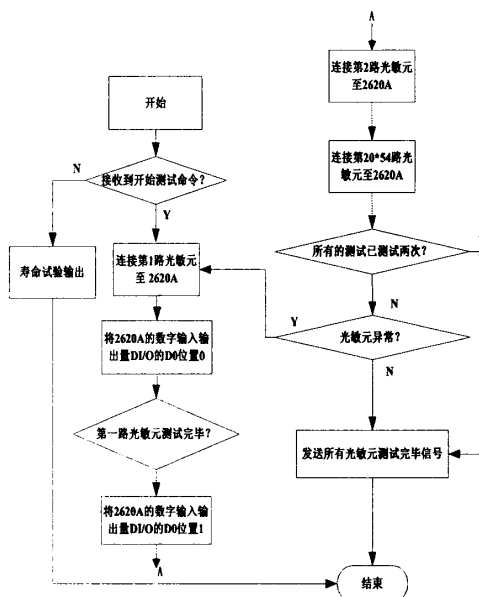 开始
N
接收到开始测试命令?
Y
寿命试验输出
连接第1路光敏元
至 2620A
将2620A的数字输入输
出量DI/O的D0位置0
第一路光敏元测试完毕?
将2620A的数字输入输
出量DI/O的D0位置1
A
A
连接第2路光敏元
至2620A
连接第20*54路光
敏元至2620A
所有的测试已测试两次?
N
Y
光敏元异常?
N
发送所有光敏元测试完毕信号
结束